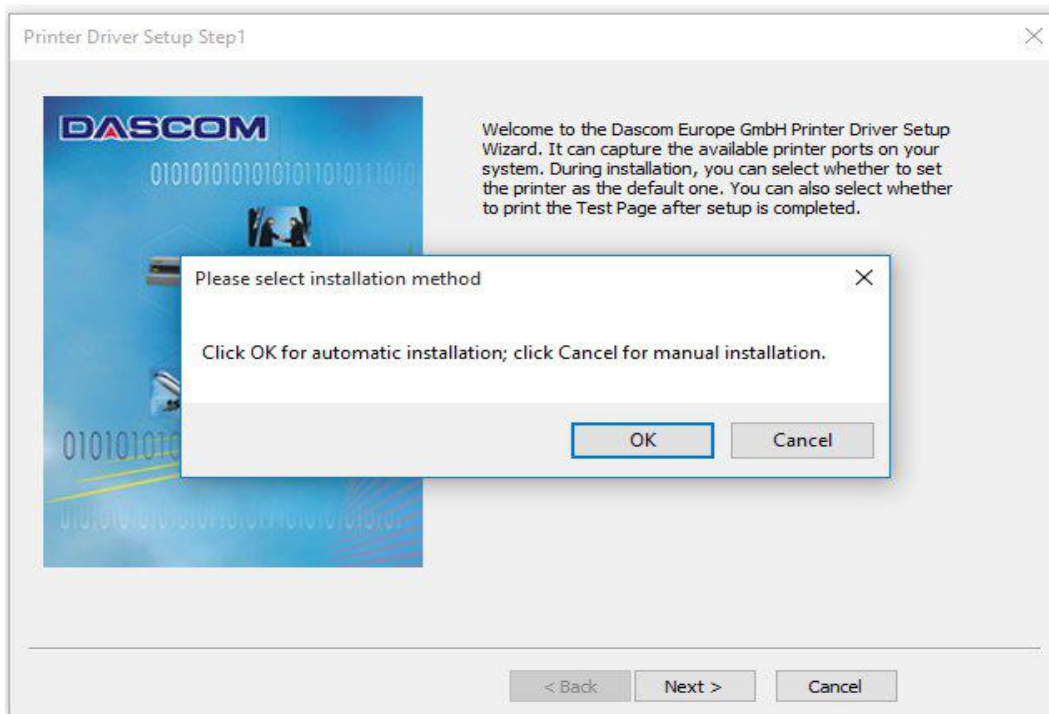 Printer Driver Setup Step1
DASCOM
Welcome to the Dascom Europe GmbH Printer Driver Setup
Wizard. It can capture the available printer ports on your
system. During installation, you can select whether to set
the printer as the default one. You can also select whether
to print the Test Page after setup is completed.
Please select installation method
Click OK for automatic installation; click Cancel for manual installation.
OK
Cancel
< Back
Next >
Cancel